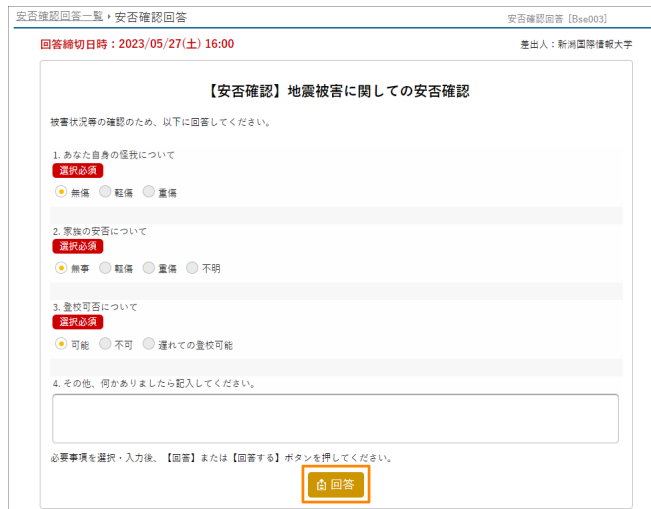 安否確認回答一覧 › 安否確認回答
安否確認回答 [Bse003]
回答締切日時：2023/05/27(土) 16:00
差出人：新潟国際情報大学
【安否確認】地震被害に関しての安否確認
被害状況等の確認のため、以下に回答してください。
1. あなた自身の怪我について
選択必須
無傷 軽傷 重傷
2. 家族の安否について
選択必須
無事 軽傷 重傷 不明
3. 登校可否について
選択必須
可能 不可 遅れての登校可能
4. その他、何かありましたら記入してください。
必要事項を選択・入力後、【回答】または【回答する】ボタンを押してください。
回答